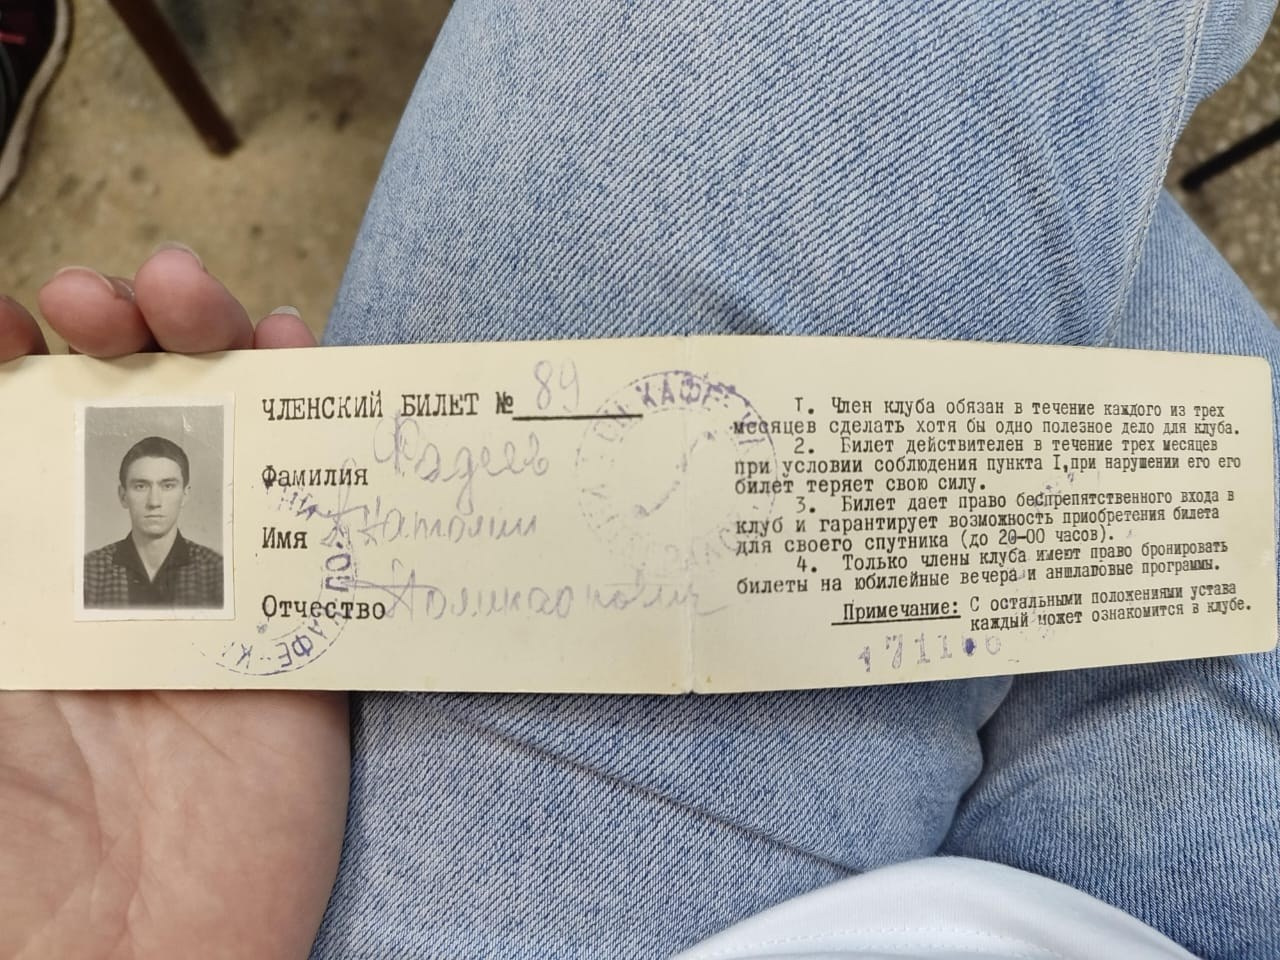 ЧЛЕНСКИЙ БИЛЕТ № 89
Фамилия Фадеев
Имя Анатолий
Отчество
КАФЕ-К
КАФЕ
I. Член клуба обязан в течение каждого из трех
месяцев сделать хотя бы одно полезное дело для клуба.
2. Билет действителен в течение трех месяцев
при условии соблюдения пункта I,при нарушении его его
билет теряет свою силу.
3. Билет дает право беспрепятственного входа в
клуб и гарантирует возможность приобретения билета
для своего спутника (до 20-00 часов).
4. Только члены клуба имеют право бронировать
билеты на юбилейные вечера и аншлаговые программы.
Примечание: С остальными положениями устава
каждый может ознакомится в клубе.